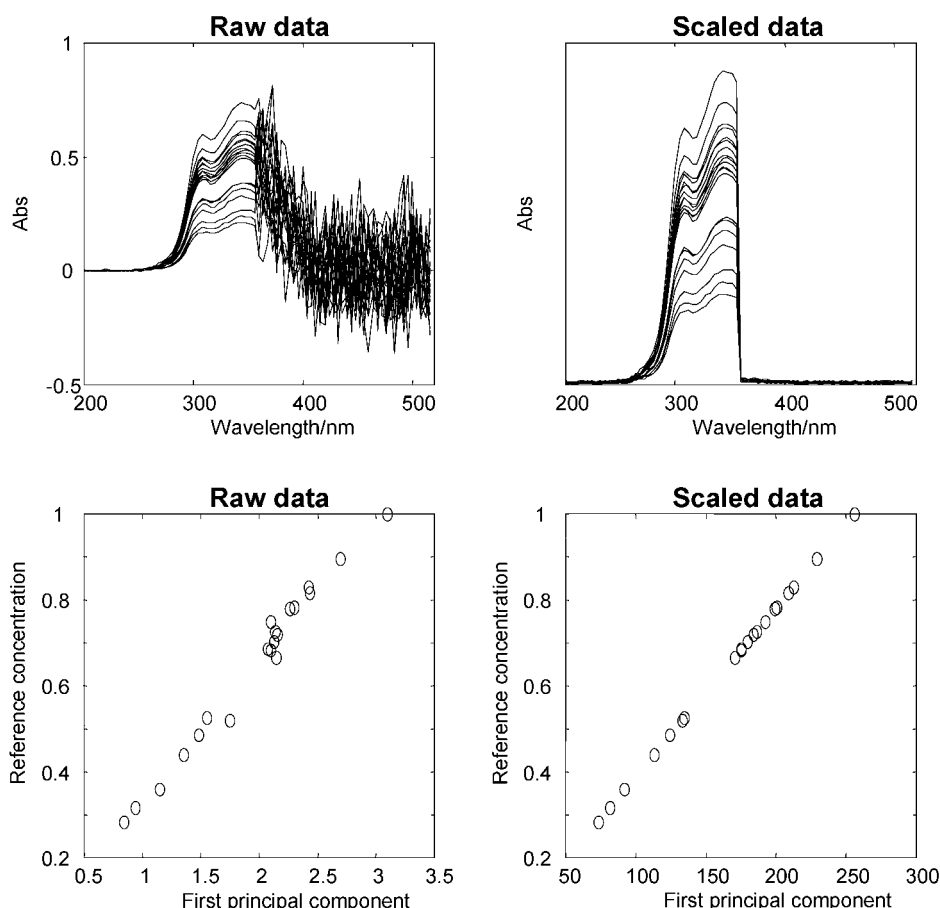 Raw data
1
0.5
0
-0.5
Abs
200
300
400
500
Wavelength/nm
Scaled data
Abs
200
300
400
500
Wavelength/nm
Raw data
1
0.8
0.6
0.4
0.2
Reference concentration
0.5
1
1.5
2
2.5
3
3.5
First principal component
Scaled data
1
0.8
0.6
0.4
0.2
Reference concentration
50
100
150
200
250
300
First principal component